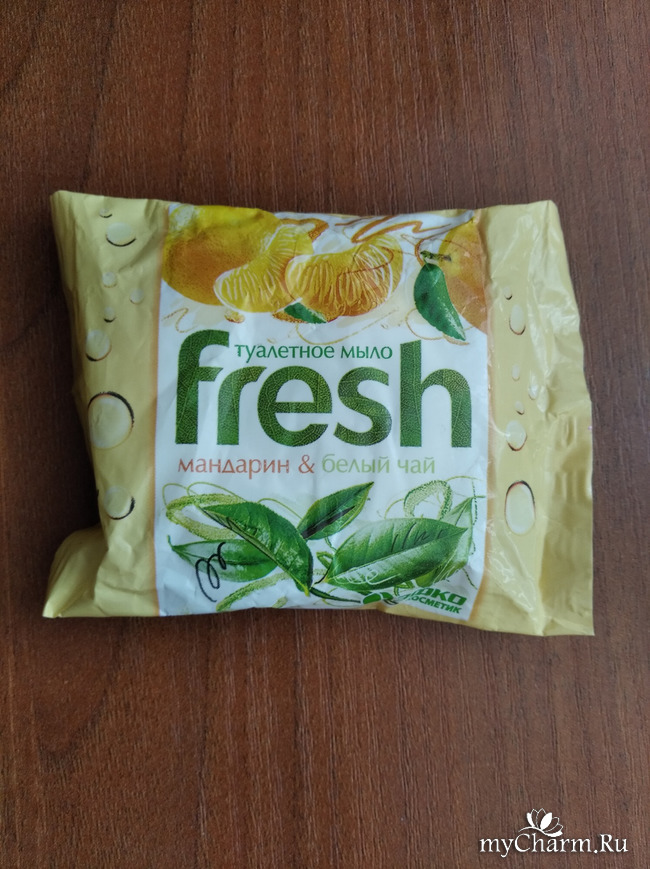 туалетное мыло
fresh
мандарин & белый чай
myCharm.Ru